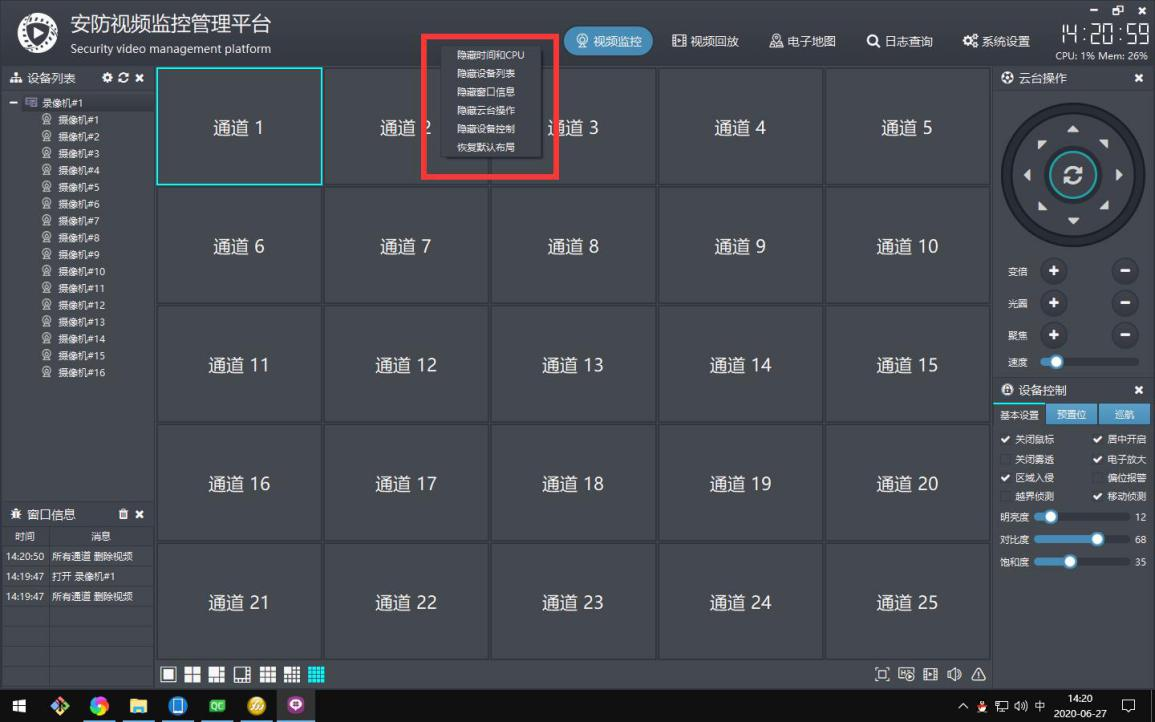 安防视频监控管理平台
Security video management platform
视频监控
视频回放
电子地图
日志查询
系统设置
14:20:59
CPU: 1% Mem: 26%
隐藏时间和CPU
隐藏设备列表
隐藏窗口信息
隐藏云台操作
隐藏设备控制
恢复默认布局
设备列表
录像机#1
摄像机#1
摄像机#2
摄像机#3
摄像机#4
摄像机#5
摄像机#6
摄像机#7
摄像机#8
摄像机#9
摄像机#10
摄像机#11
摄像机#12
摄像机#13
摄像机#14
摄像机#15
摄像机#16
通道 1
通道 2
通道 3
通道 4
通道 5
通道 6
通道 7
通道 8
通道 9
通道 10
通道 11
通道 12
通道 13
通道 14
通道 15
通道 16
通道 17
通道 18
通道 19
通道 20
通道 21
通道 22
通道 23
通道 24
通道 25
云台操作
变倍
光圈
聚焦
速度
设备控制
基本设置 预置位 巡航
关闭鼠标 居中开启
关闭雾透 电子放大
区域入侵 偏位报警
越界侦测 移动侦测
明亮度 12
对比度 68
饱和度 35
窗口信息
时间 消息
14:20:50 所有通道 删除视频
14:19:47 打开 录像机#1
14:19:47 所有通道 删除视频
QC
中
14:20
2020-06-27